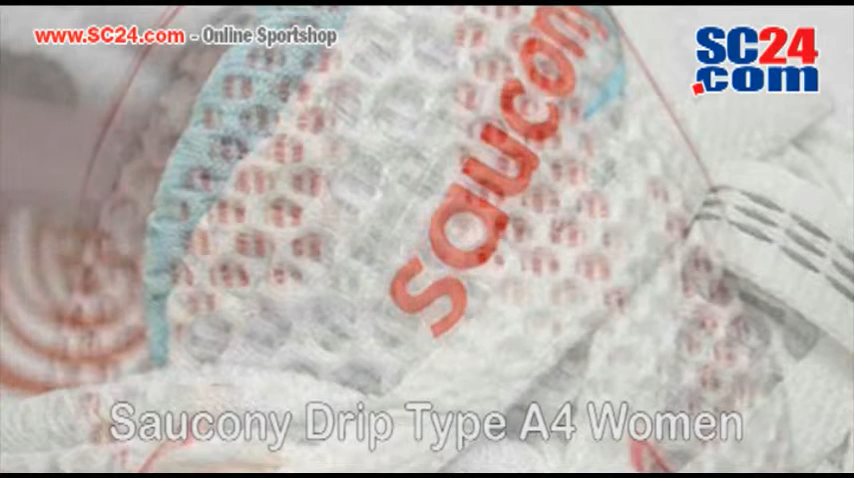 www.SC24.com - Online Sportshop
SC24
.com
saucony
Saucony Drip Type A4 Women